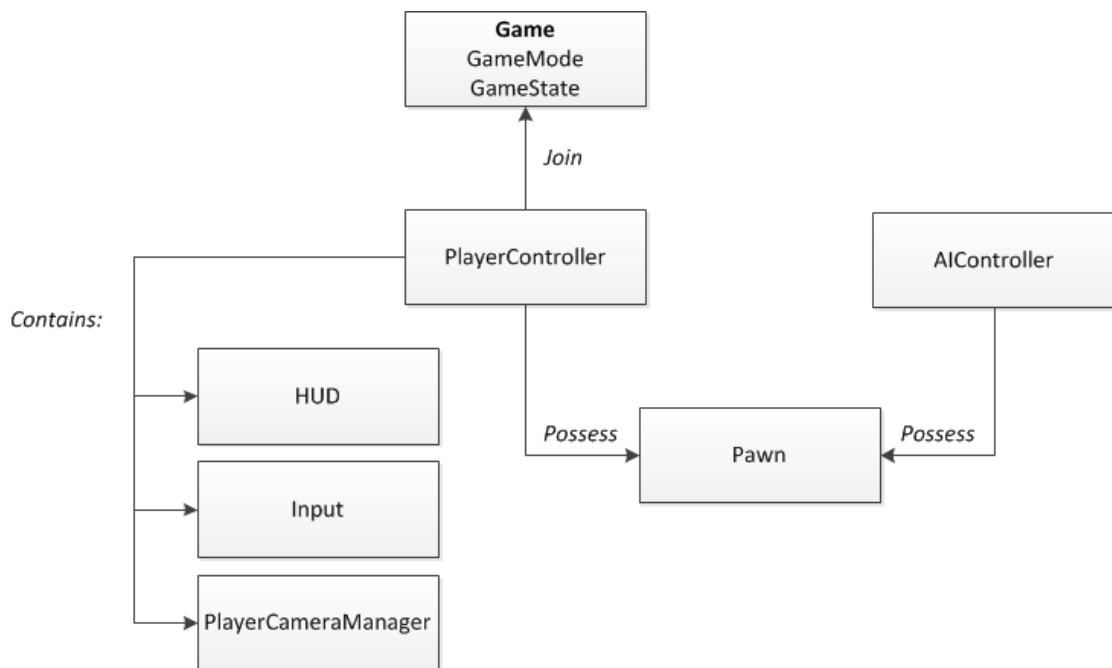 Game
GameMode
GameState
Join
PlayerController
AIController
Contains:
HUD
Possess
Possess
Pawn
Input
PlayerCameraManager